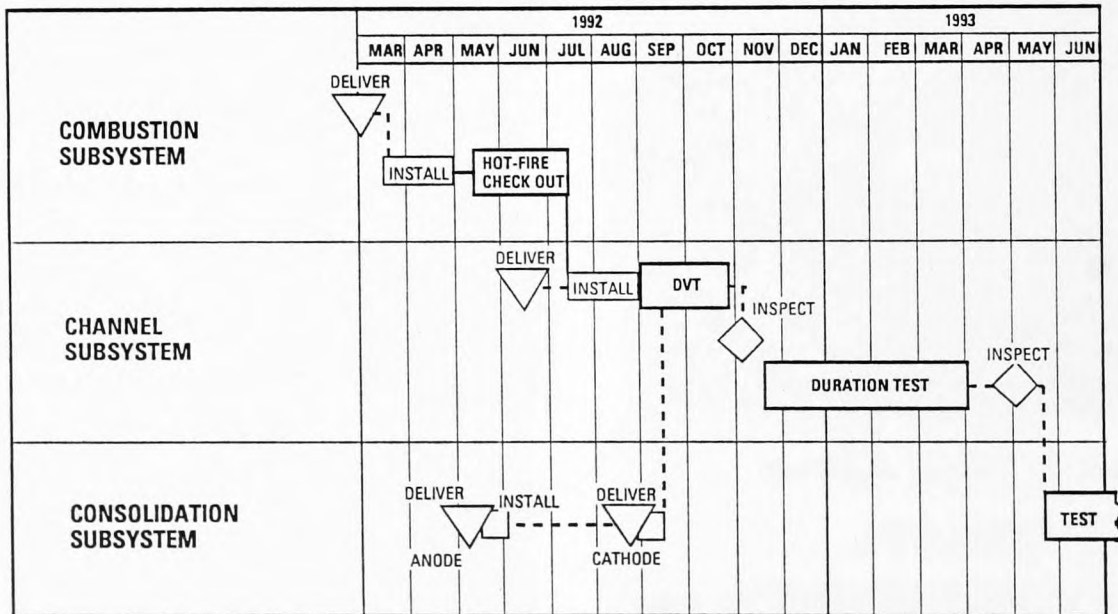 1992 1993
MAR APR MAY JUN JUL AUG SEP OCT NOV DEC JAN FEB MAR APR MAY JUN
DELIVER
COMBUSTION
SUBSYSTEM
INSTALL
HOT-FIRE
CHECK OUT
DELIVER
INSTALL
DVT
INSPECT
CHANNEL
SUBSYSTEM
INSPECT
DURATION TEST
DELIVER
INSTALL
DELIVER
CONSOLIDATION
SUBSYSTEM
TEST
ANODE
CATHODE